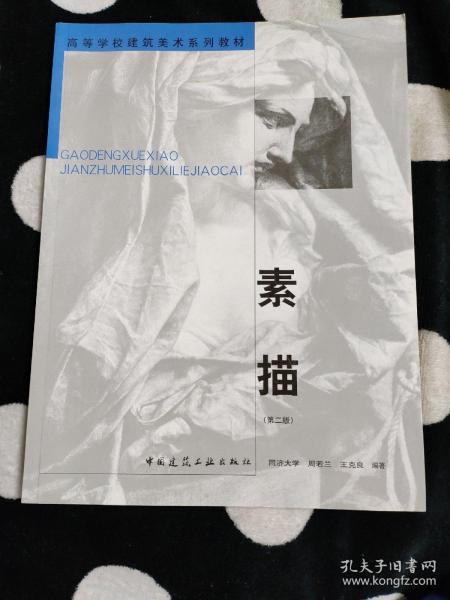 高等学校建筑美术系列教材
GAODENGXUEXIAO
JIANZHUMEISHUXILIEJIAOCAI
素
描
(第二版)
同济大学 周若兰 王克良 编著
中国建筑工业出版社
孔夫子旧书网
www.kongfz.com